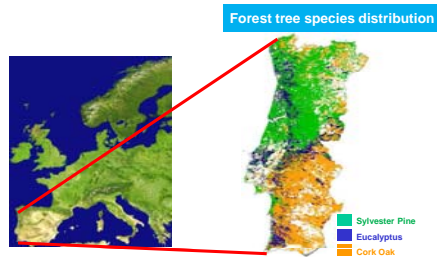 Forest tree species distribution
Sylvester Pine
Eucalyptus
Cork Oak